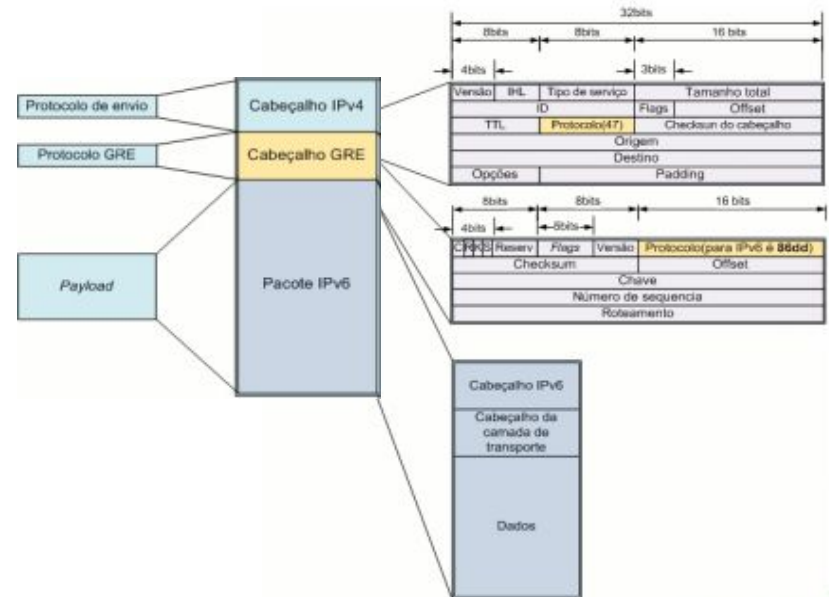 32bits
8bits 8bits 16 bits
4bits 3bits
Versão IHL Tipo de serviço Tamanho total
ID Flags Offset
TTL Protocolo(47) Checksun do cabeçalho
Origem
Destino
Opções Padding
Protocolo de envio
Protocolo GRE
Payload
Cabeçalho IPv4
Cabeçalho GRE
Pacote IPv6
8bits 8bits 16 bits
4bits 5bits
C R K S Reserv Flags Versão Protocolo(para IPv6 é 86dd)
Checksum Offset
Chave
Número de sequencia
Roteamento
Cabeçalho IPv6
Cabeçalho da
camada de
transporte
Dados